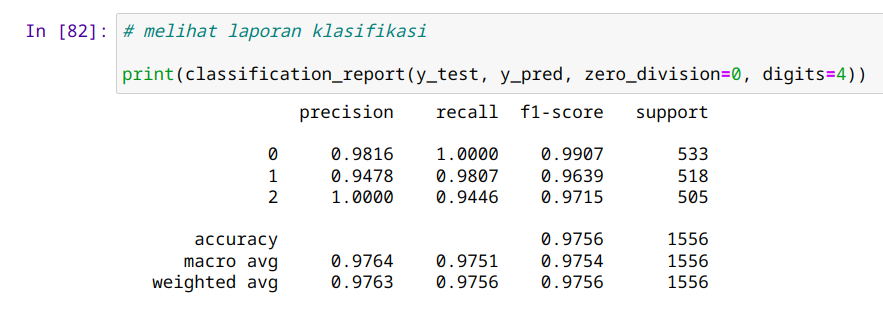 In [82]: # melihat laporan klasifikasi
print(classification_report(y_test, y_pred, zero_division=0, digits=4))
precision recall f1-score support
0 0.9816 1.0000 0.9907 533
1 0.9478 0.9807 0.9639 518
2 1.0000 0.9446 0.9715 505
accuracy 0.9756 1556
macro avg 0.9764 0.9751 0.9754 1556
weighted avg 0.9763 0.9756 0.9756 1556